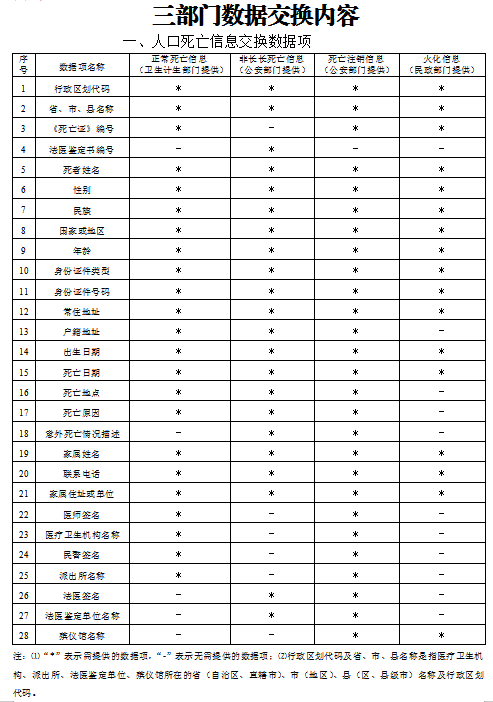 三部门数据交换内容
一、人口死亡信息交换数据项
序号 数据项名称 正常死亡信息（卫生计生部门提供） 非长长死亡信息（公安部门提供） 死亡注销信息（公安部门提供） 火化信息（民政部门提供）
1 行政区划代码 * * * *
2 省、市、县名称 * * * *
3 《死亡证》编号 * － * *
4 法医鉴定书编号 － * － －
5 死者姓名 * * * *
6 性别 * * * *
7 民族 * * * *
8 国家或地区 * * * *
9 年龄 * * * *
10 身份证件类型 * * * *
11 身份证件号码 * * * *
12 常住地址 * * * *
13 户籍地址 * * * －
14 出生日期 * * * *
15 死亡日期 * * * *
16 死亡地点 * * * －
17 死亡原因 * * * －
18 意外死亡情况描述 － * * －
19 家属姓名 * * * *
20 联系电话 * * * *
21 家属住址或单位 * * * *
22 医师签名 * － * －
23 医疗卫生机构名称 * － * －
24 民警签名 * － * －
25 派出所名称 * － * －
26 法医签名 － * * －
27 法医鉴定单位名称 － * * －
28 殡仪馆名称 － － * *
注：⑴“*”表示需提供的数据项，“-”表示无需提供的数据项；⑵行政区划代码及省、市、县名称是指医疗卫生机
构、派出所、法医鉴定单位、殡仪馆所在的省（自治区、直辖市）、市（地区）、县（区、县级市）名称及行政区划
代码。